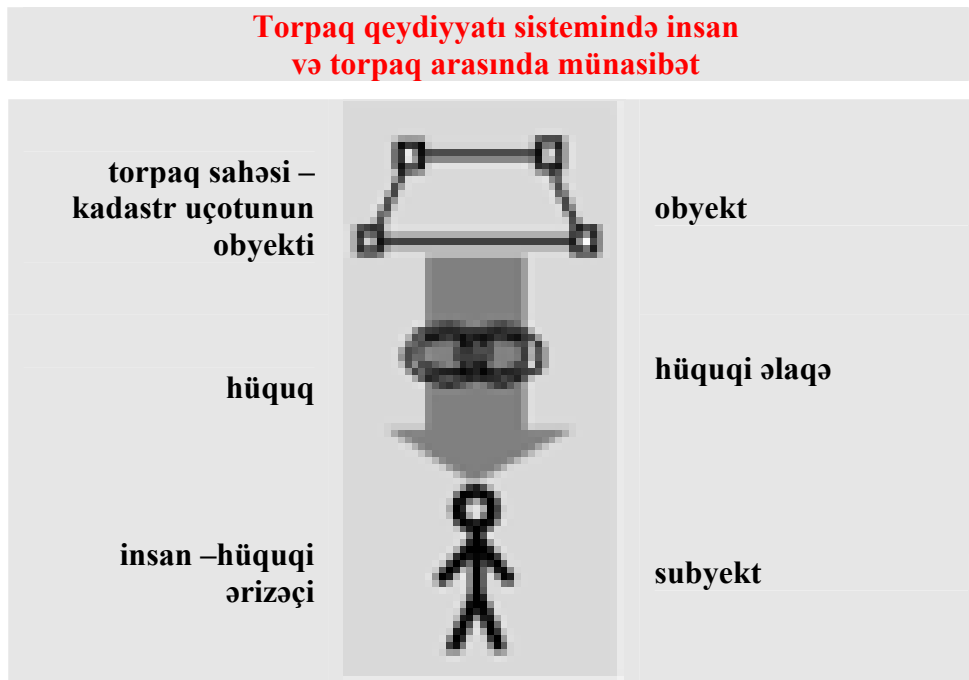 Torpaq qeydiyyatı sistemində insan
və torpaq arasında münasibət
torpaq sahəsi –
kadastr uçotunun
obyekti
obyekt
hüquq
hüquqi əlaqə
insan –hüquqi
ərizəçi
subyekt